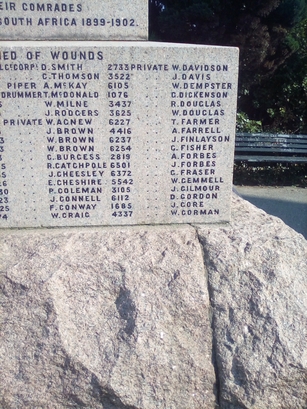 EIR COMRADES
SOUTH AFRICA 1899-1902.
NED OF WOUNDS
LCE CORPL D. SMITH 2733 PRIVATE W. DAVIDSON
C. THOMSON 3522 J. DAVIS
PIPER A. MCKAY 6105 W. DEMPSTER
DRUMMER T. MCDONALD 1076 C. DICKENSON
W. MILNE 3437 R. DOUGLAS
J. RODGERS 3625 W. DOUGLAS
PRIVATE W. AGNEW 6227 T. FARMER
J. BROWN 4416 A. FARRELL
W. BROWN 6237 J. FINLAYSON
W. BROWN 6254 C. FISHER
C. BURGESS 2819 A. FORBES
R. CATCHPOLE 6501 J. FORBES
J. CHEESLEY 6372 C. FRASER
E. CHESHIRE 5542 W. GEMMELL
P. COLEMAN 3105 J. GILMOUR
J. CONNELL 6112 D. GORDON
F. CONWAY 1685 J. GORE
W. CRAIG 4337 W. GORMAN